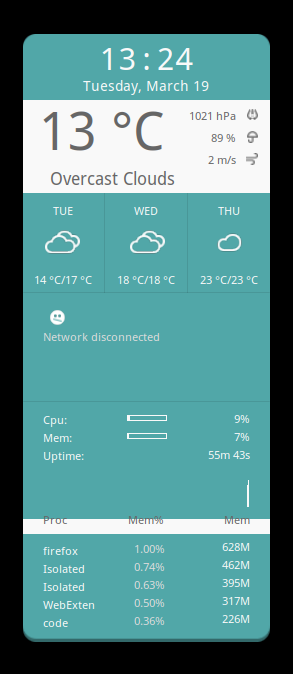 13:24
Tuesday, March 19
13 °C
1021 hPa
89 %
2 m/s
Overcast Clouds
TUE WED THU
14 °C/17 °C 18 °C/18 °C 23 °C/23 °C
Network disconnected
Cpu: 9%
Mem: 7%
Uptime: 55m 43s
Proc Mem% Mem
firefox 1.00% 628M
Isolated 0.74% 462M
Isolated 0.63% 395M
WebExten 0.50% 317M
code 0.36% 226M